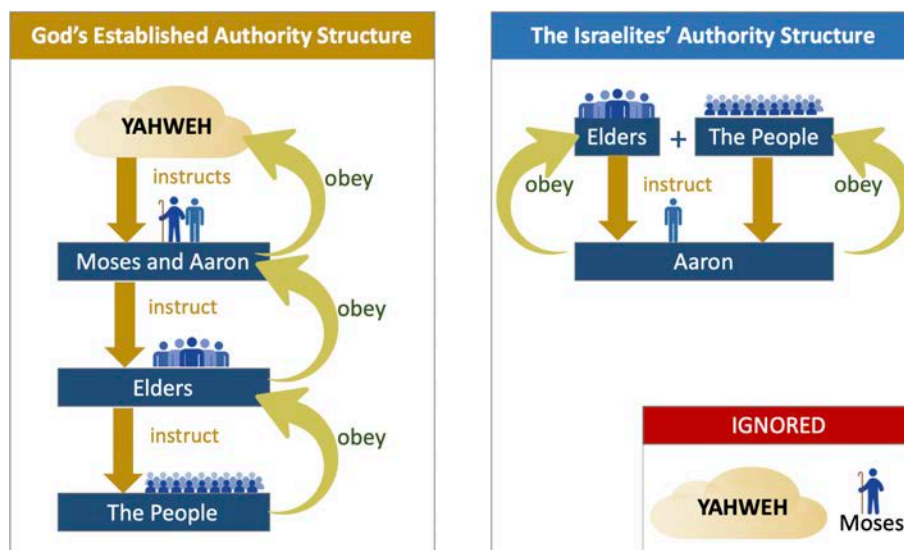 God's Established Authority Structure
YAHWEH
instructs
obey
Moses and Aaron
instruct
obey
Elders
instruct
obey
The People
The Israelites' Authority Structure
Elders + The People
obey
instruct
obey
Aaron
IGNORED
YAHWEH
Moses